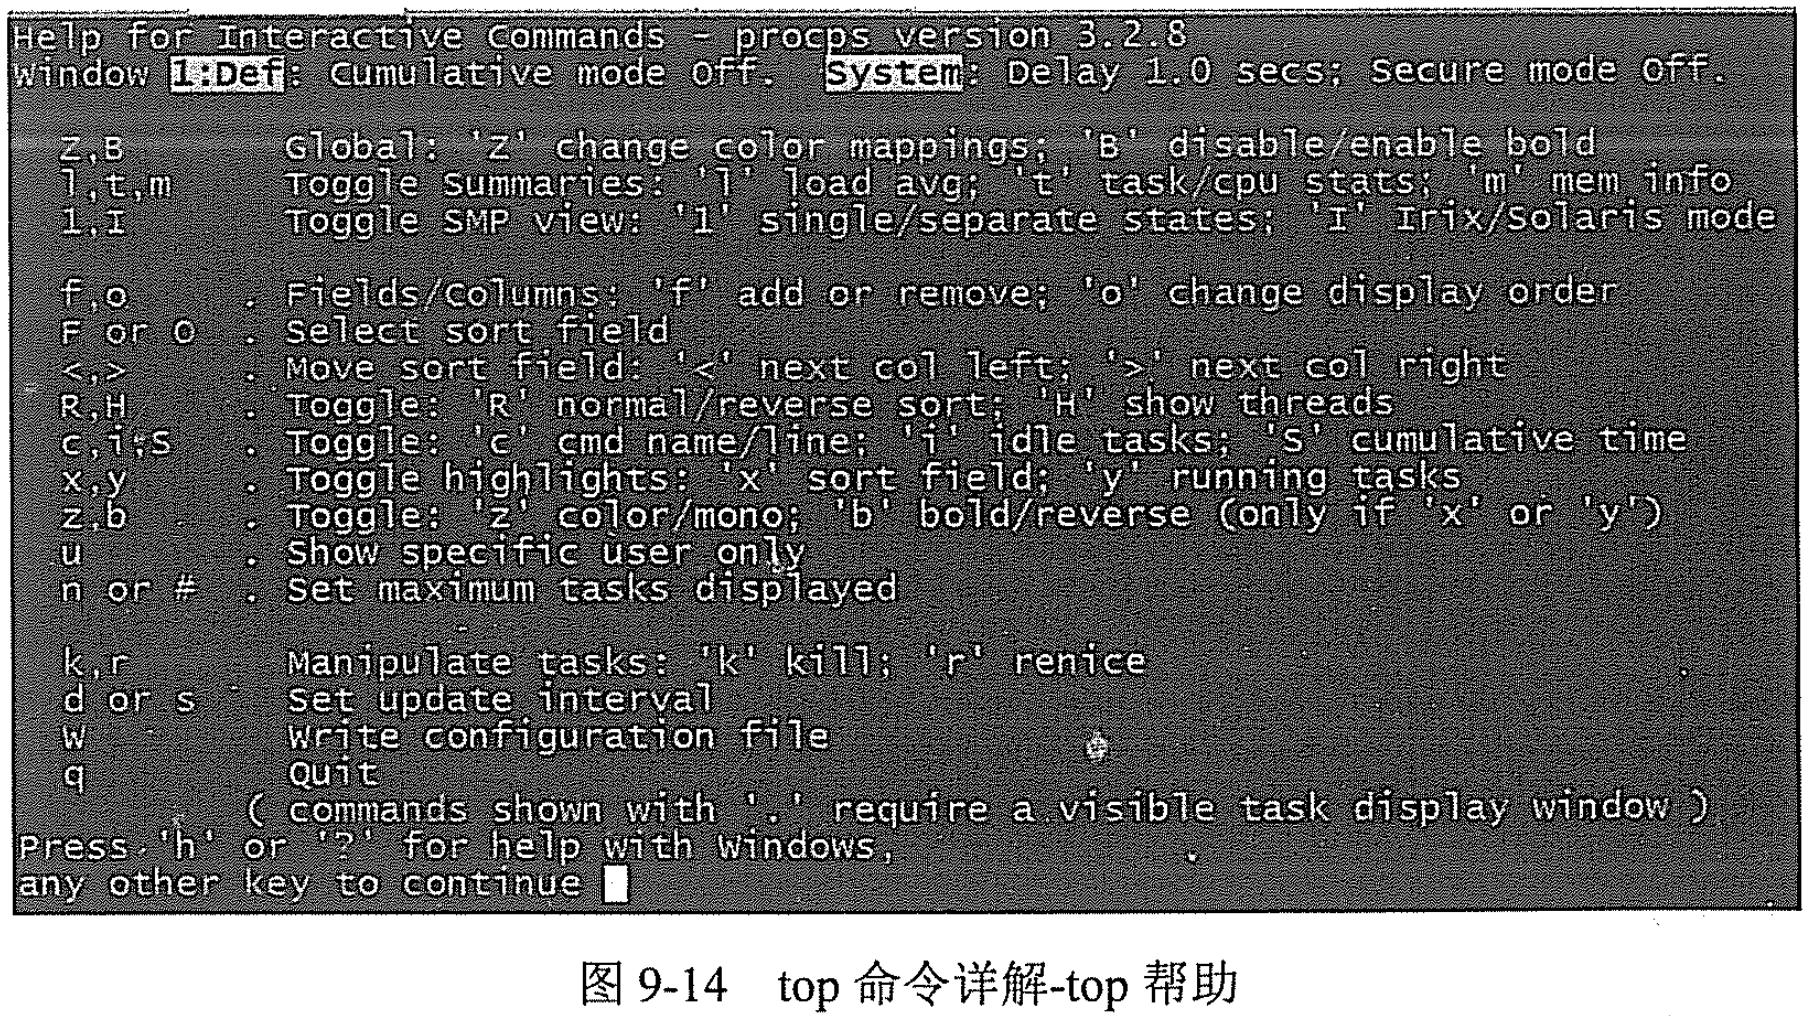 Help for Interactive Commands - procps version 3.2.8
Window 1:Def: Cumulative mode Off.  System: Delay 1.0 secs; Secure mode Off.
Z,B       Global: 'Z' change color mappings; 'B' disable/enable bold
l,t,m     Toggle Summaries: 'l' load avg; 't' task/cpu stats; 'm' mem info
1,I       Toggle SMP view: '1' single/separate states; 'I' Irix/Solaris mode
f,o     . Fields/Columns: 'f' add or remove; 'o' change display order
F or O  . Select sort field
<,>     . Move sort field: '<' next col left; '>' next col right
R,H     . Toggle: 'R' normal/reverse sort; 'H' show threads
c,i,S   . Toggle: 'c' cmd name/line; 'i' idle tasks; 'S' cumulative time
x,y     . Toggle highlights: 'x' sort field; 'y' running tasks
z,b     . Toggle: 'z' color/mono; 'b' bold/reverse (only if 'x' or 'y')
u       . Show specific user only
n or #  . Set maximum tasks displayed
k,r       Manipulate tasks: 'k' kill; 'r' renice
d or s    Set update interval
W         Write configuration file
q         Quit
( commands shown with '.' require a visible task display window )
Press 'h' or '?' for help with Windows,
any other key to continue
图 9-14 top 命令详解-top 帮助